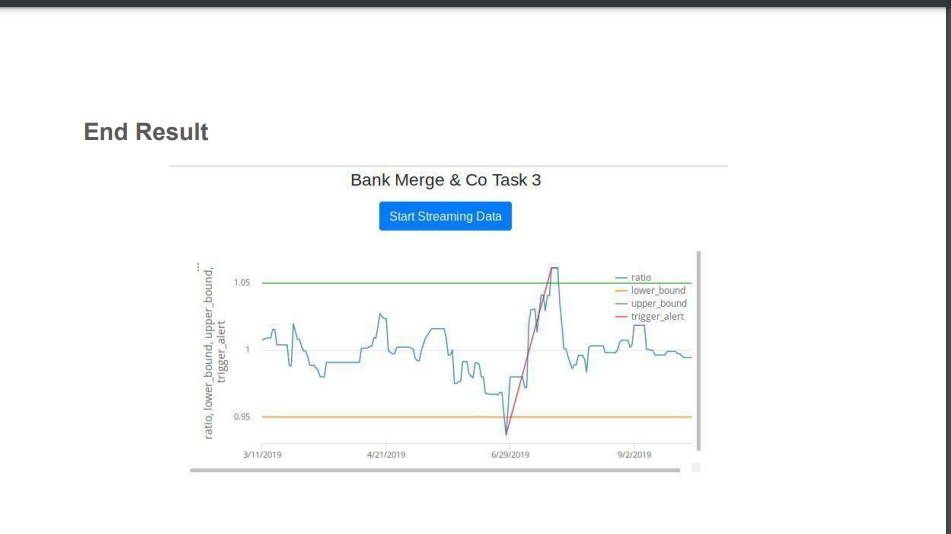 End Result
Bank Merge & Co Task 3
Start Streaming Data
...
ratio, lower_bound, upper_bound,
trigger_alert
1.05
1
0.95
3/11/2019
4/21/2019
6/29/2019
9/2/2019
ratio
lower_bound
upper_bound
trigger_alert